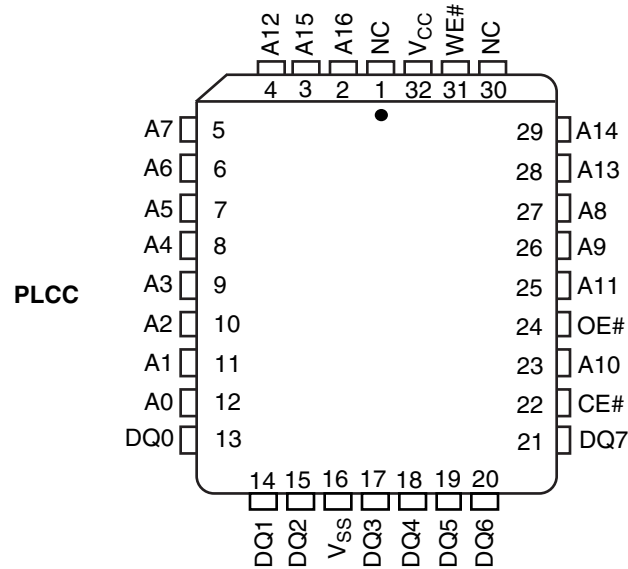 A12 A15 A16 NC VCC WE# NC
4 3 2 1 32 31 30
A7 5 29 A14
A6 6 28 A13
A5 7 27 A8
A4 8 26 A9
PLCC
A3 9 25 A11
A2 10 24 OE#
A1 11 23 A10
A0 12 22 CE#
DQ0 13 21 DQ7
14 15 16 17 18 19 20
DQ1 DQ2 VSS DQ3 DQ4 DQ5 DQ6